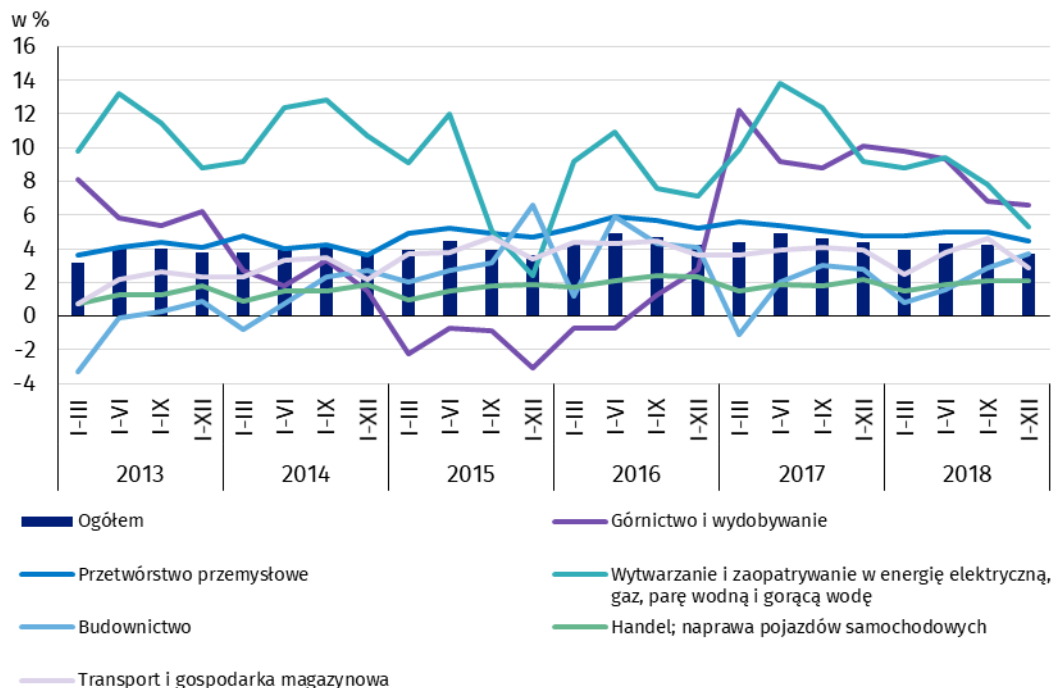 w %
16
14
12
10
8
6
4
2
0
-2
-4
I-III I-VI I-IX I-XII I-III I-VI I-IX I-XII I-III I-VI I-IX I-XII I-III I-VI I-IX I-XII I-III I-VI I-IX I-XII I-III I-VI I-IX I-XII
2013 2014 2015 2016 2017 2018
Ogółem
Górnictwo i wydobywanie
Przetwórstwo przemysłowe
Wytwarzanie i zaopatrywanie w energię elektryczną,
gaz, parę wodną i gorącą wodę
Budownictwo
Handel; naprawa pojazdów samochodowych
Transport i gospodarka magazynowa